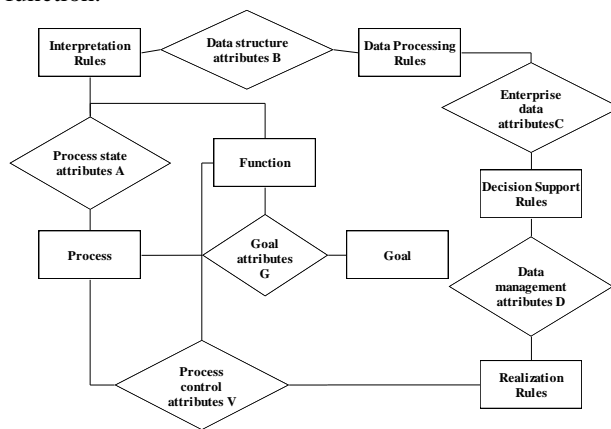 function.
Interpretation
Rules
Data structure
attributes B
Data Processing
Rules
Enterprise
data
attributesC
Process state
attributes A
Function
Decision Support
Rules
Process
Goal
attributes
G
Goal
Data
management
attributes D
Process
control
attributes V
Realization
Rules